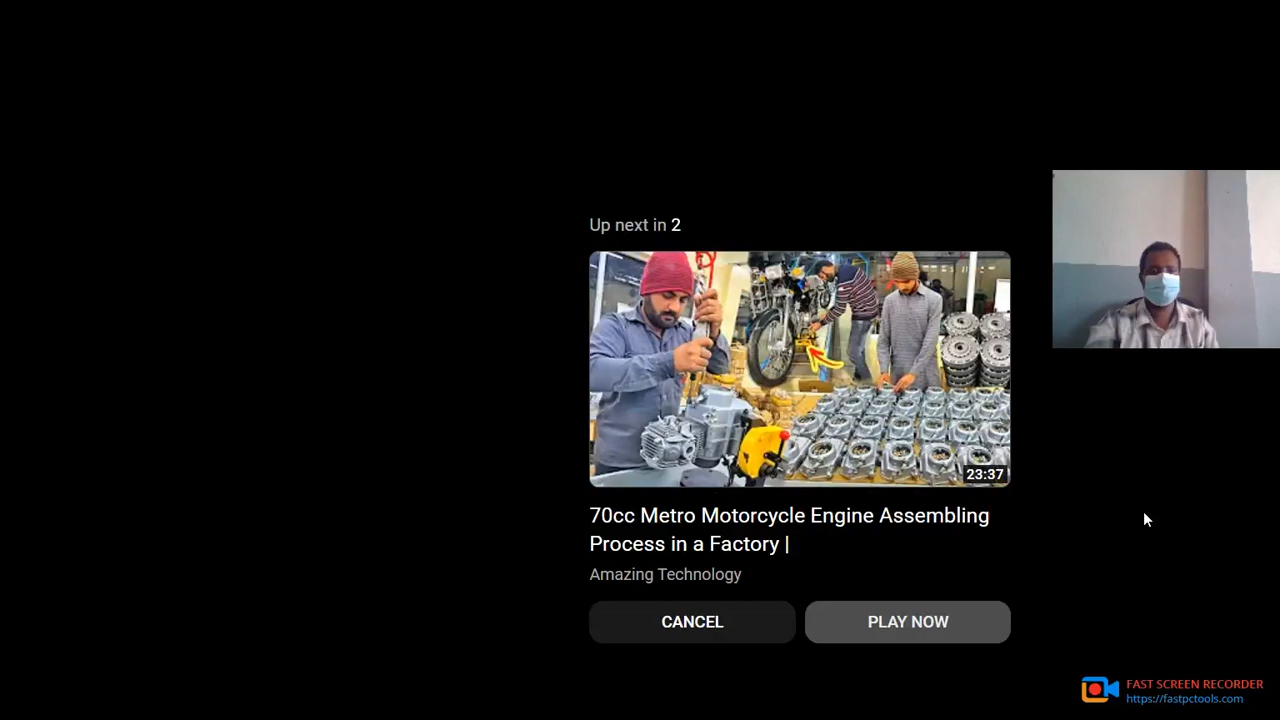 Up next in 2
23:37
70cc Metro Motorcycle Engine Assembling
Process in a Factory |
Amazing Technology
CANCEL
PLAY NOW
FAST SCREEN RECORDER
https://fastpctools.com